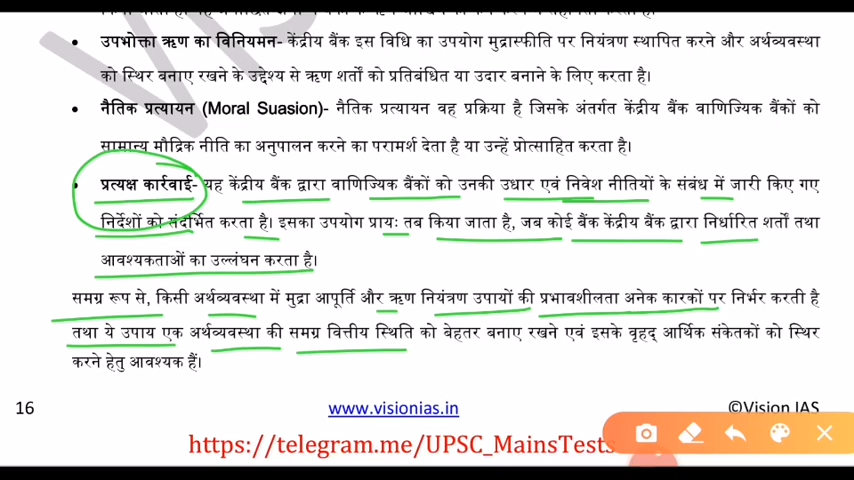 • उपभोक्ता ऋण का विनियमन- केंद्रीय बैंक इस विधि का उपयोग मुद्रास्फीति पर नियंत्रण स्थापित करने और अर्थव्यवस्था
को स्थिर बनाए रखने के उद्देश्य से ऋण शर्तों को प्रतिबंधित या उदार बनाने के लिए करता है।
• नैतिक प्रत्यायन (Moral Suasion)- नैतिक प्रत्यायन वह प्रक्रिया है जिसके अंतर्गत केंद्रीय बैंक वाणिज्यिक बैंकों को
सामान्य मौद्रिक नीति का अनुपालन करने का परामर्श देता है या उन्हें प्रोत्साहित करता है।
• प्रत्यक्ष कार्रवाई- यह केंद्रीय बैंक द्वारा वाणिज्यिक बैंकों को उनकी उधार एवं निवेश नीतियों के संबंध में जारी किए गए
निर्देशों को संदर्भित करता है। इसका उपयोग प्रायः तब किया जाता है, जब कोई बैंक केंद्रीय बैंक द्वारा निर्धारित शर्तों तथा
आवश्यकताओं का उल्लंघन करता है।
समग्र रूप से, किसी अर्थव्यवस्था में मुद्रा आपूर्ति और ऋण नियंत्रण उपायों की प्रभावशीलता अनेक कारकों पर निर्भर करती है
तथा ये उपाय एक अर्थव्यवस्था की समग्र वित्तीय स्थिति को बेहतर बनाए रखने एवं इसके वृहद् आर्थिक संकेतकों को स्थिर
करने हेतु आवश्यक हैं।
16 www.visionias.in ©Vision IAS
https://telegram.me/UPSC_MainsTests